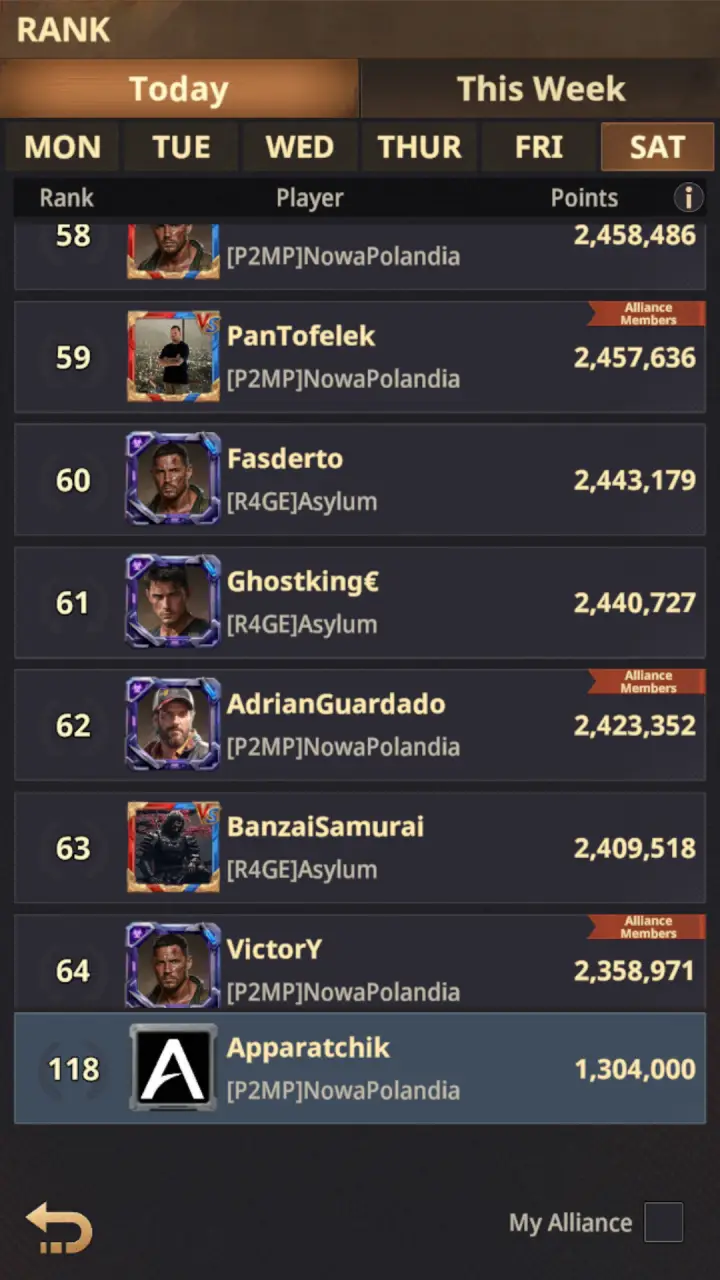 RANK
Today
This Week
MON
TUE
WED
THUR
FRI
SAT
Rank
Player
Points
58
[P2MP]NowaPolandia
2,458,486
59
PanTofelek
[P2MP]NowaPolandia
Alliance
Members
2,457,636
60
Fasderto
[R4GE]Asylum
2,443,179
61
Ghostking€
[R4GE]Asylum
2,440,727
62
AdrianGuardado
[P2MP]NowaPolandia
Alliance
Members
2,423,352
63
BanzaiSamurai
[R4GE]Asylum
2,409,518
64
VictorY
[P2MP]NowaPolandia
Alliance
Members
2,358,971
118
Apparatchik
[P2MP]NowaPolandia
1,304,000
My Alliance